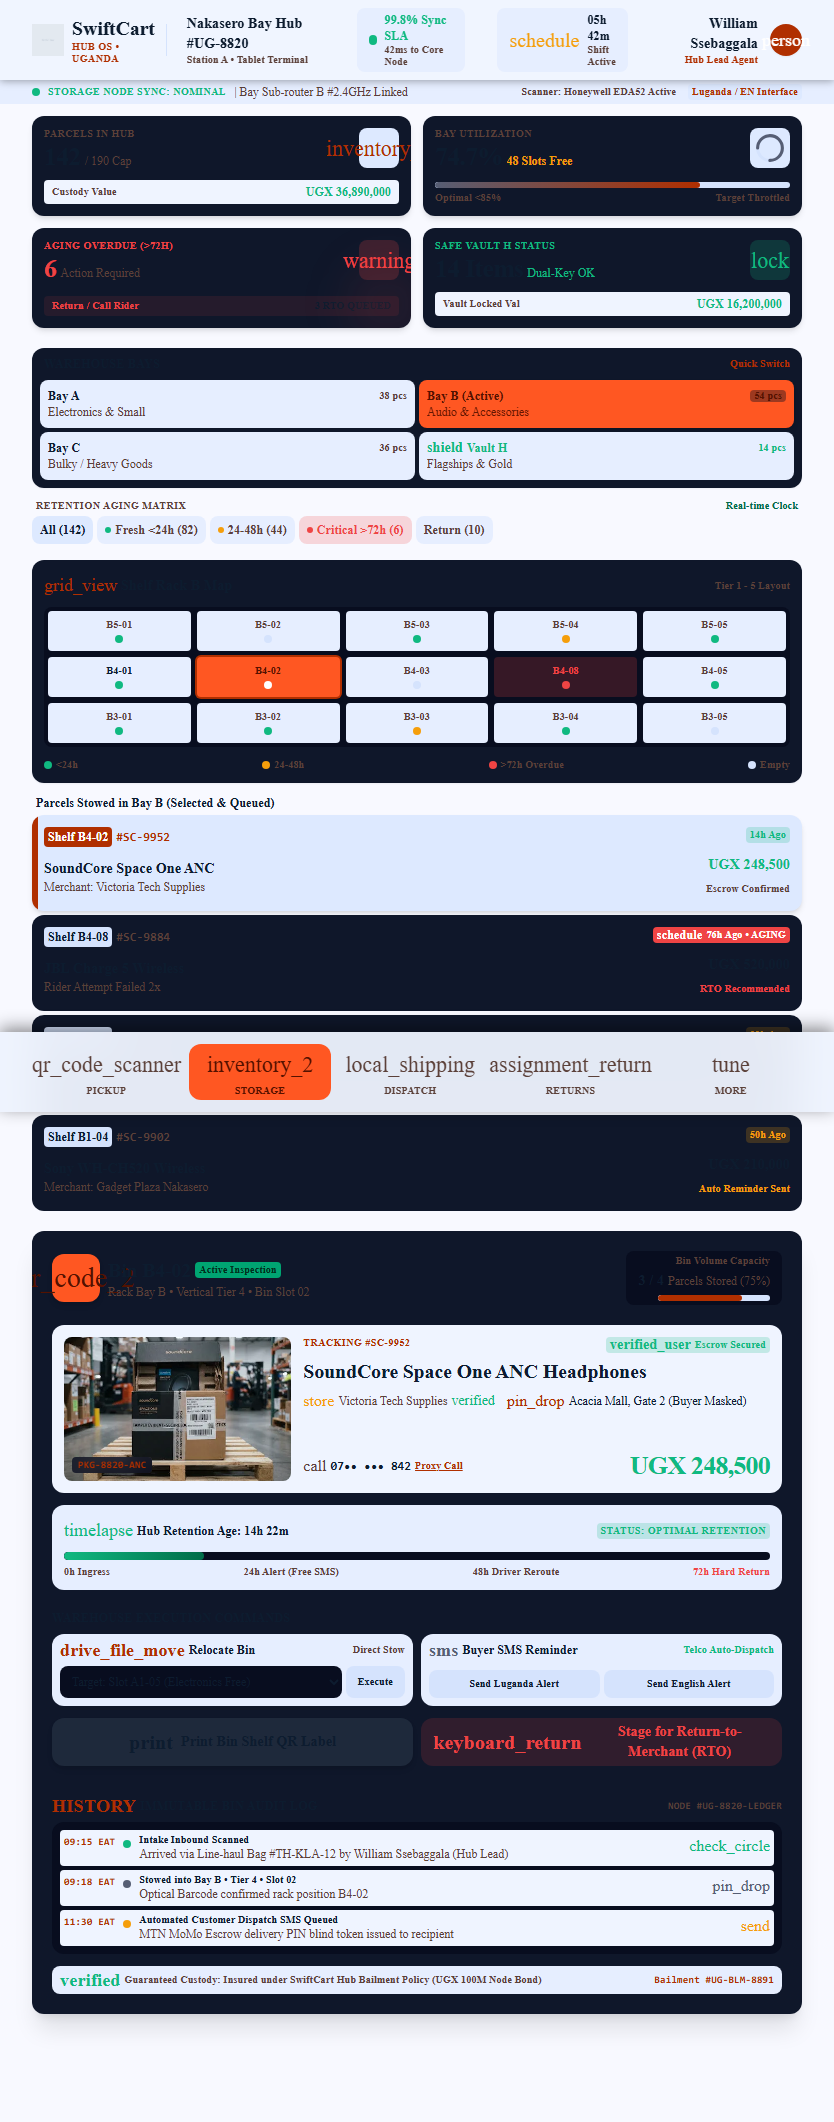 SwiftCart
HUB OS •
UGANDA
Nakasero Bay Hub
#UG-8820
Station A • Tablet Terminal
99.8% Sync
SLA
42ms to Core
Node
schedule
05h
42m
Shift
Active
William
Ssebaggala
Hub Lead Agent
person
STORAGE NODE SYNC: NOMINAL | Bay Sub-router B #2.4GHz Linked
Scanner: Honeywell EDA52 Active
Luganda / EN Interface
PARCELS IN HUB
142 / 190 Cap
inventory
Custody Value UGX 36,890,000
BAY UTILIZATION
48 Slots Free
Optimal <85% Target Throttled
AGING OVERDUE (>72H)
6 Action Required
warning
Return / Call Rider
SAFE VAULT H STATUS
14 Items Dual-Key OK
lock
Vault Locked Val UGX 16,200,000
Quick Switch
Bay A 38 pcs
Electronics & Small
Bay B (Active) 54 pcs
Audio & Accessories
Bay C 36 pcs
Bulky / Heavy Goods
shield Vault H 14 pcs
Flagships & Gold
RETENTION AGING MATRIX Real-time Clock
All (142)
Fresh <24h (82)
24-48h (44)
Critical >72h (6)
Return (10)
grid_view
Tier 1 - 5 Layout
B5-01 B5-02 B5-03 B5-04 B5-05
B4-01 B4-02 B4-03 B4-08 B4-05
B3-01 B3-02 B3-03 B3-04 B3-05
<24h 24-48h >72h Overdue Empty
Parcels Stowed in Bay B (Selected & Queued)
Shelf B4-02 #SC-9952 14h Ago
SoundCore Space One ANC UGX 248,500
Merchant: Victoria Tech Supplies Escrow Confirmed
Shelf B4-08 #SC-9884 schedule 76h Ago • AGING
Rider Attempt Failed 2x RTO Recommended
qr_code_scanner inventory_2 local_shipping assignment_return tune
PICKUP STORAGE DISPATCH RETURNS MORE
Shelf B1-04 #SC-9902 50h Ago
Merchant: Gadget Plaza Nakasero Auto Reminder Sent
r_code_2
Active Inspection
Rack Bay B • Vertical Tier 4 • Bin Slot 02
Bin Volume Capacity
3 / 4 Parcels Stored (75%)
PKG-8820-ANC
TRACKING #SC-9952
verified_user Escrow Secured
SoundCore Space One ANC Headphones
store Victoria Tech Supplies verified
pin_drop Acacia Mall, Gate 2 (Buyer Masked)
call 07•• ••• 842 Proxy Call
UGX 248,500
timelapse Hub Retention Age: 14h 22m
STATUS: OPTIMAL RETENTION
0h Ingress 24h Alert (Free SMS) 48h Driver Reroute 72h Hard Return
drive_file_move Relocate Bin Direct Stow
Target: Slot A1-05 (Electronics Free)
Execute
sms Buyer SMS Reminder Telco Auto-Dispatch
Send Luganda Alert
Send English Alert
print Print Bin Shelf QR Label
keyboard_return Stage for Return-to-
Merchant (RTO)
HISTORY
NODE #UG-8820-LEDGER
09:15 EAT Intake Inbound Scanned
Arrived via Line-haul Bag #TH-KLA-12 by William Ssebaggala (Hub Lead)
check_circle
09:18 EAT Stowed into Bay B • Tier 4 • Slot 02
Optical Barcode confirmed rack position B4-02
pin_drop
11:30 EAT Automated Customer Dispatch SMS Queued
MTN MoMo Escrow delivery PIN blind token issued to recipient
send
verified Guaranteed Custody: Insured under SwiftCart Hub Bailment Policy (UGX 100M Node Bond)
Bailment #UG-BLM-8891